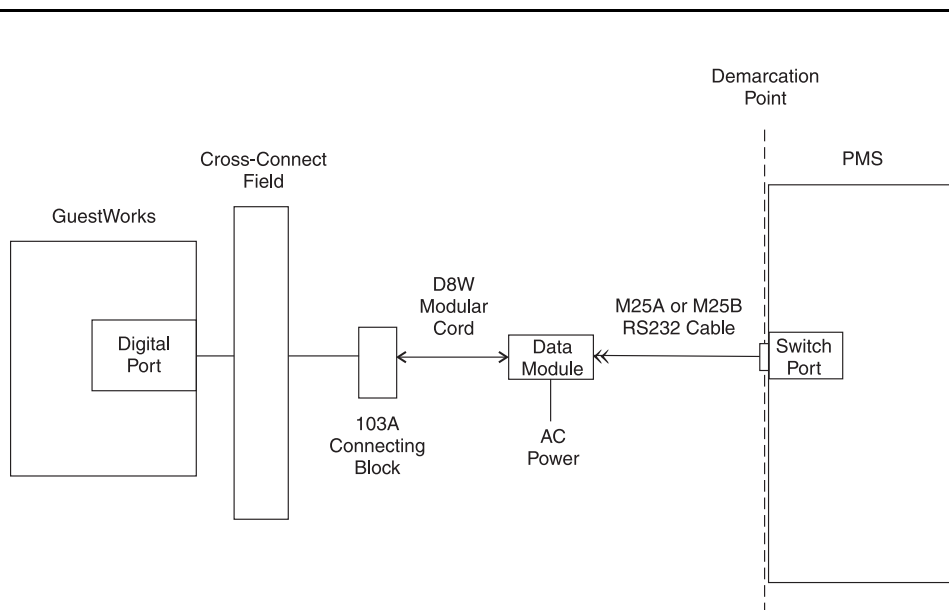 Demarcation
Point
PMS
Cross-Connect
Field
GuestWorks
D8W
Modular
Cord
M25A or M25B
RS232 Cable
Digital
Port
Data
Module
Switch
Port
103A
Connecting
Block
AC
Power